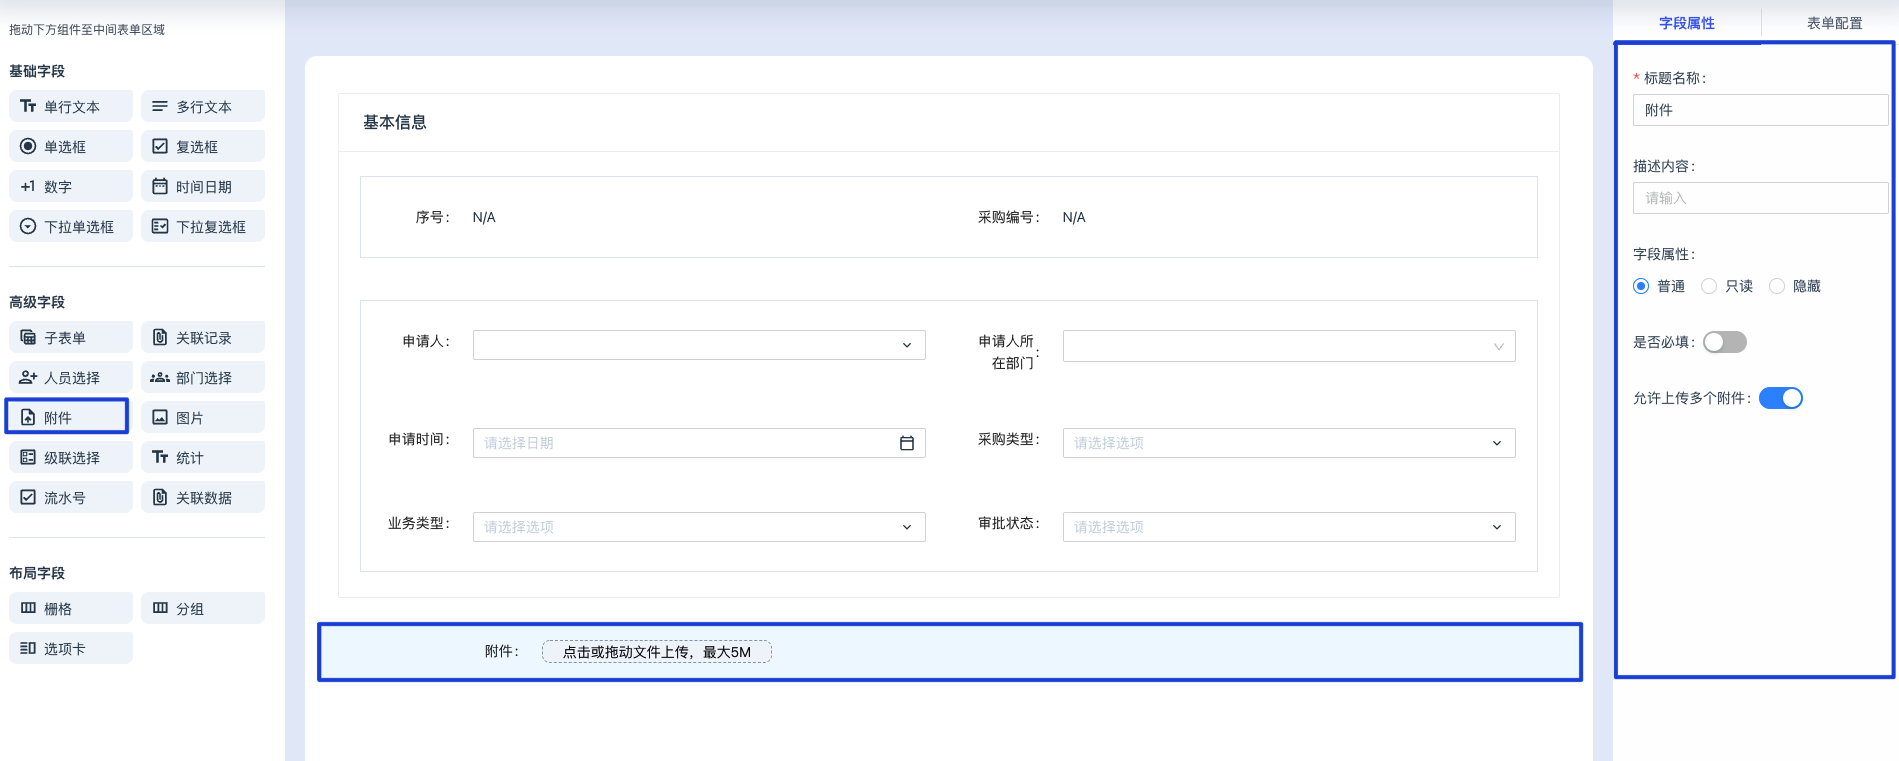 拖动下方组件至中间表单区域
基础字段
单行文本
多行文本
单选框
复选框
+1 数字
时间日期
下拉单选框
下拉复选框
高级字段
子表单
关联记录
人员选择
部门选择
附件
图片
级联选择
统计
流水号
关联数据
布局字段
栅格
分组
选项卡
基本信息
序号: N/A
采购编号: N/A
申请人:
申请人所
在部门:
申请时间: 请选择日期
采购类型: 请选择选项
业务类型: 请选择选项
审批状态: 请选择选项
附件: 点击或拖动文件上传，最大5M
字段属性
表单配置
* 标题名称:
附件
描述内容:
请输入
字段属性:
普通 只读 隐藏
是否必填:
允许上传多个附件: